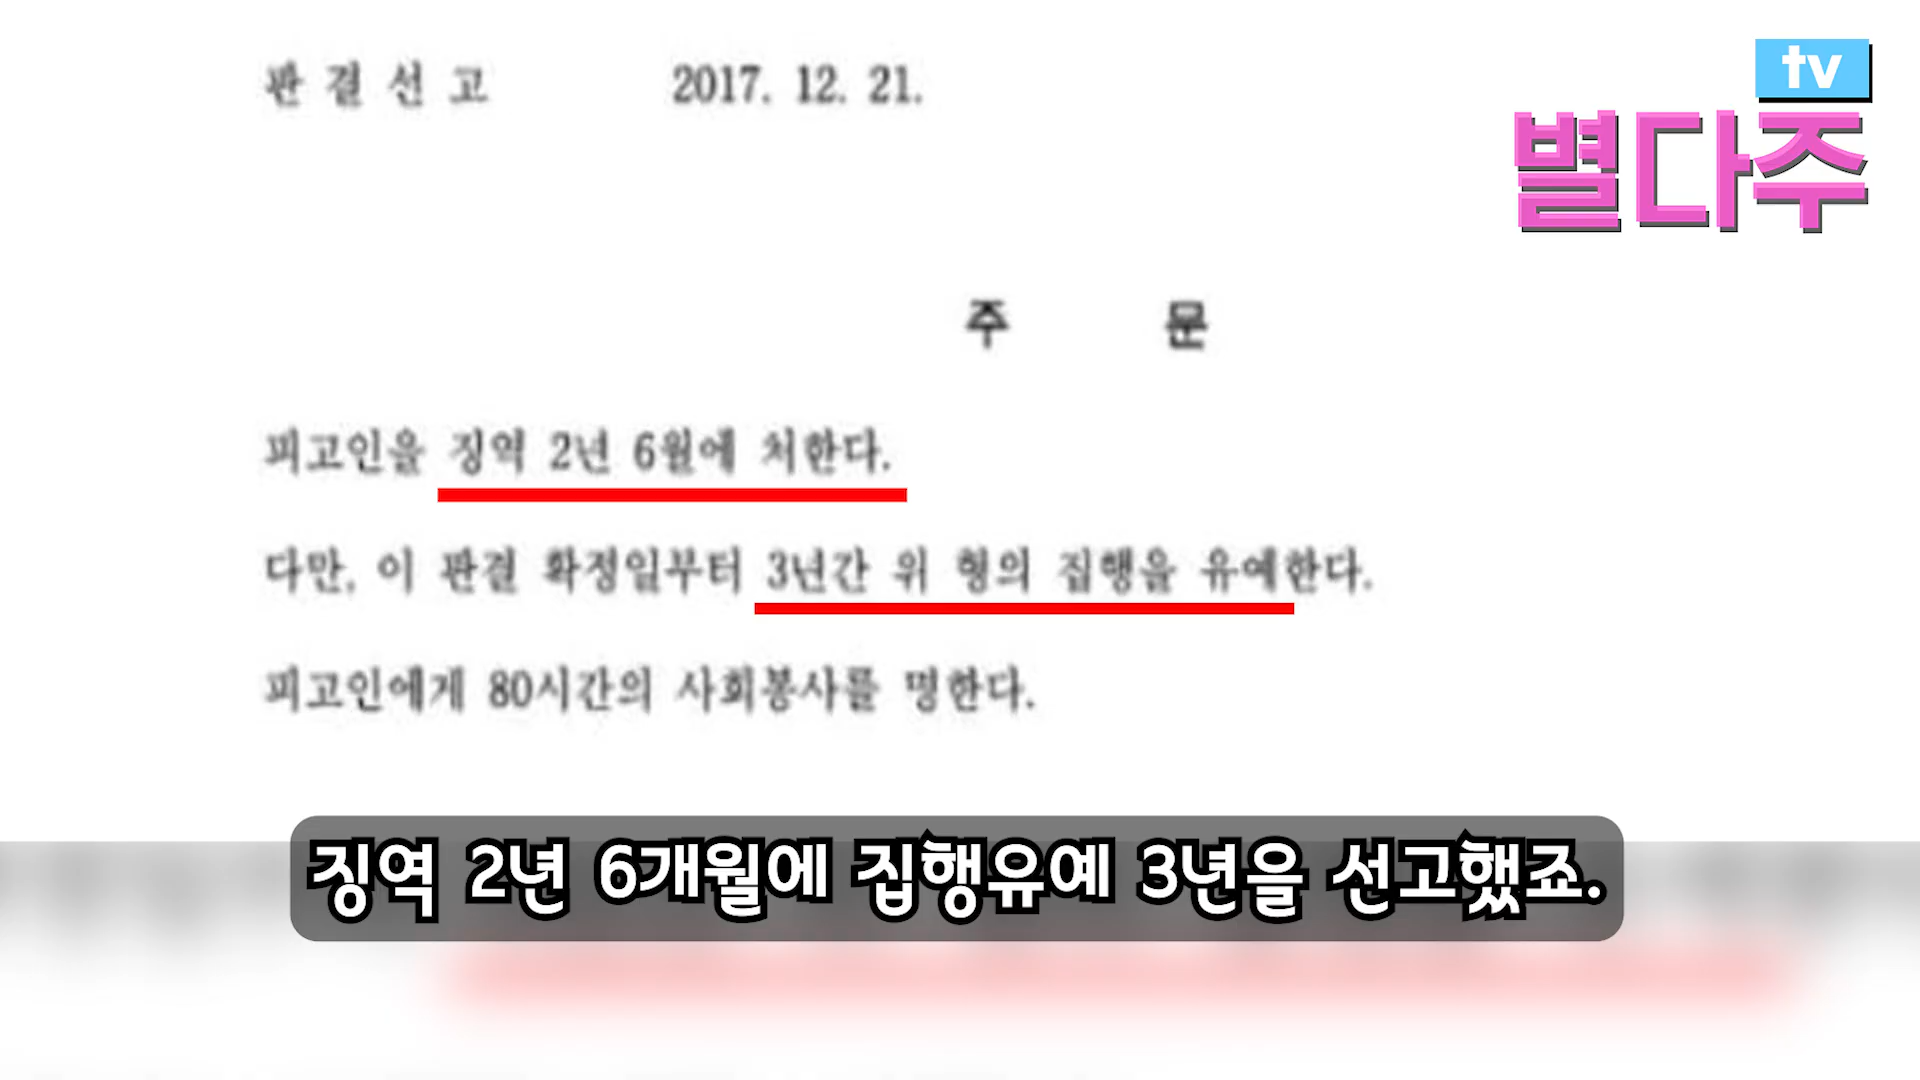 판 결 선 고 2017. 12. 21.
tv
별다주
주 문
피고인을 징역 2년 6월에 처한다.
다만, 이 판결 확정일부터 3년간 위 형의 집행을 유예한다.
피고인에게 80시간의 사회봉사를 명한다.
징역 2년 6개월에 집행유예 3년을 선고했죠.